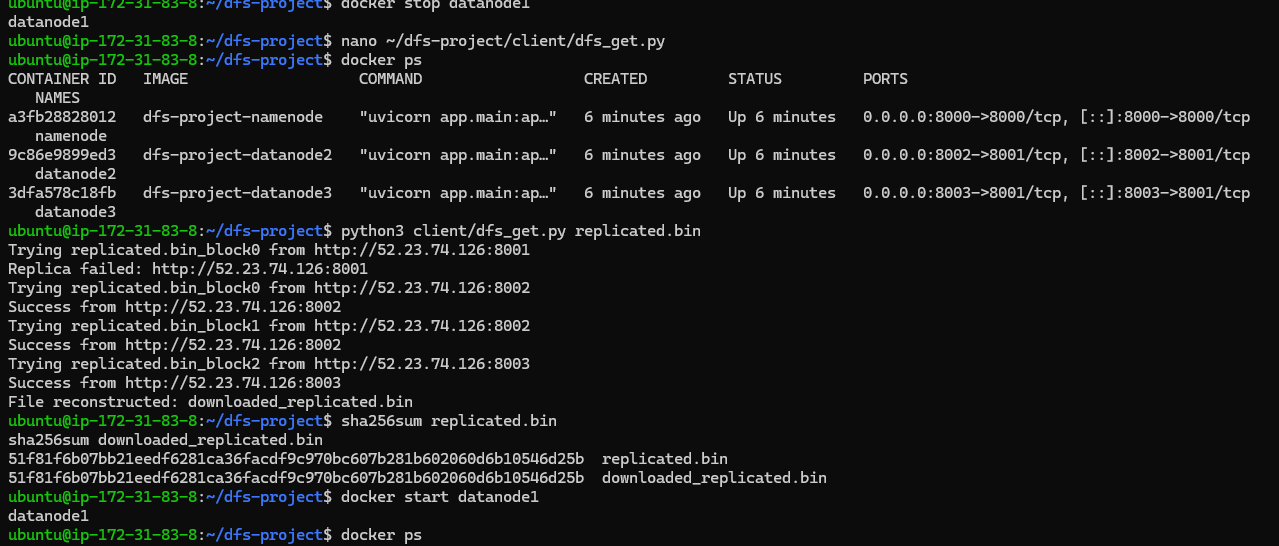 ubuntu@ip-172-31-83-8:~/dfs-project$ docker stop datanode1
datanode1
ubuntu@ip-172-31-83-8:~/dfs-project$ nano ~/dfs-project/client/dfs_get.py
ubuntu@ip-172-31-83-8:~/dfs-project$ docker ps
CONTAINER ID   IMAGE                   COMMAND                  CREATED         STATUS         PORTS
   NAMES
a3fb28828012   dfs-project-namenode    "uvicorn app.main:ap…"   6 minutes ago   Up 6 minutes   0.0.0.0:8000->8000/tcp, [::]:8000->8000/tcp
   namenode
9c86e9899ed3   dfs-project-datanode2   "uvicorn app.main:ap…"   6 minutes ago   Up 6 minutes   0.0.0.0:8002->8001/tcp, [::]:8002->8001/tcp
   datanode2
3dfa578c18fb   dfs-project-datanode3   "uvicorn app.main:ap…"   6 minutes ago   Up 6 minutes   0.0.0.0:8003->8001/tcp, [::]:8003->8001/tcp
   datanode3
ubuntu@ip-172-31-83-8:~/dfs-project$ python3 client/dfs_get.py replicated.bin
Trying replicated.bin_block0 from http://52.23.74.126:8001
Replica failed: http://52.23.74.126:8001
Trying replicated.bin_block0 from http://52.23.74.126:8002
Success from http://52.23.74.126:8002
Trying replicated.bin_block1 from http://52.23.74.126:8002
Success from http://52.23.74.126:8002
Trying replicated.bin_block2 from http://52.23.74.126:8003
Success from http://52.23.74.126:8003
File reconstructed: downloaded_replicated.bin
ubuntu@ip-172-31-83-8:~/dfs-project$ sha256sum replicated.bin
sha256sum downloaded_replicated.bin
51f81f6b07bb21eedf6281ca36facdf9c970bc607b281b602060d6b10546d25b  replicated.bin
51f81f6b07bb21eedf6281ca36facdf9c970bc607b281b602060d6b10546d25b  downloaded_replicated.bin
ubuntu@ip-172-31-83-8:~/dfs-project$ docker start datanode1
datanode1
ubuntu@ip-172-31-83-8:~/dfs-project$ docker ps